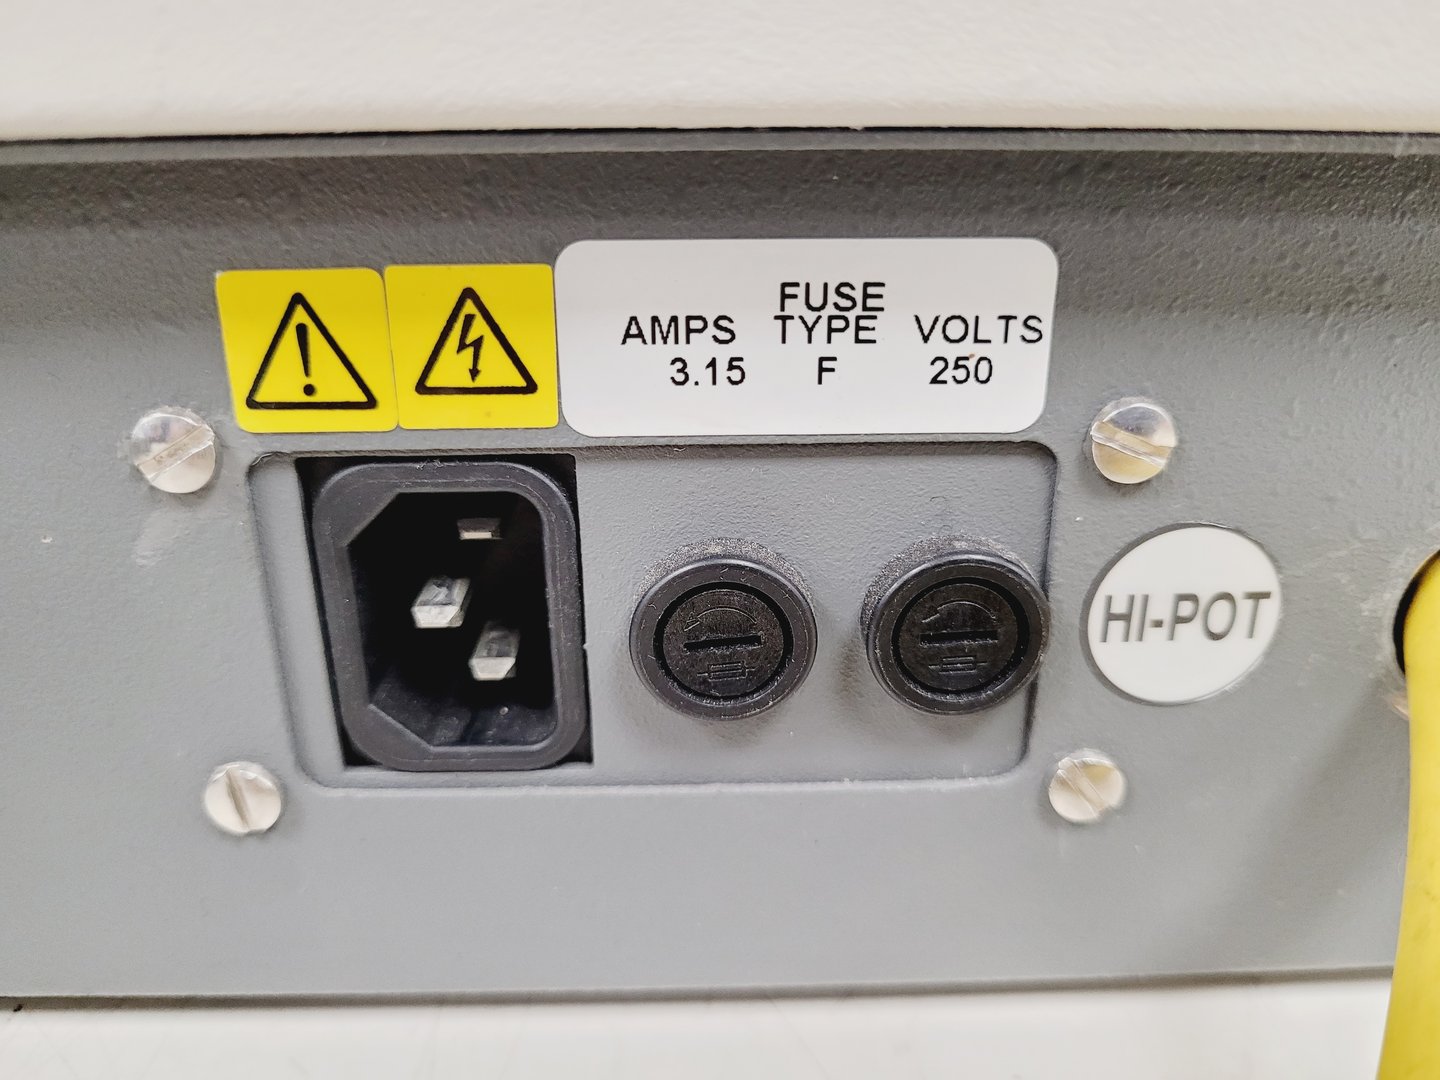 FUSE
AMPS TYPE VOLTS
3.15 F 250
HI-POT